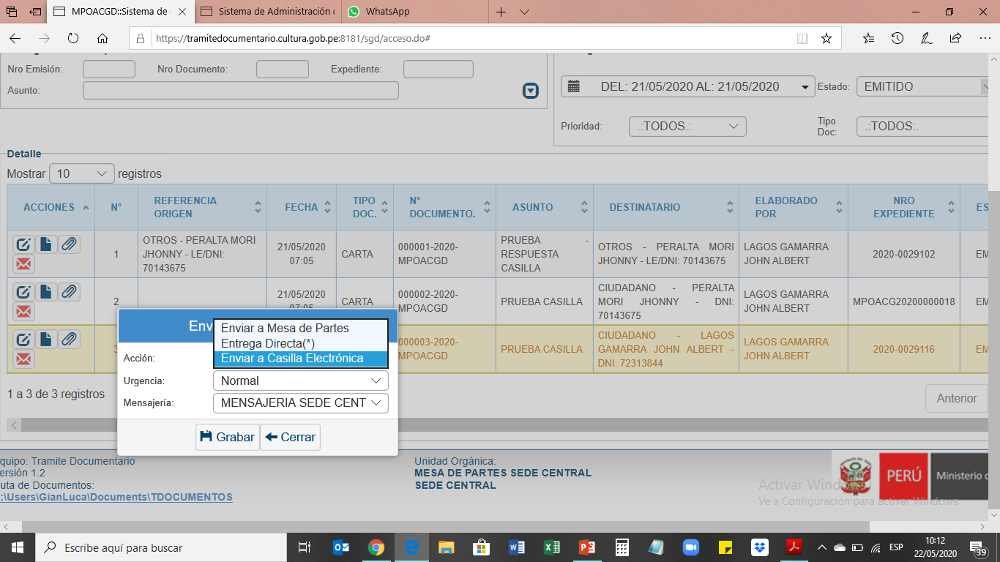 MPOACGD::Sistema de
Sistema de Administración
WhatsApp
https://tramitedocumentario.cultura.gob.pe:8181/sgd/acceso.do#
Nro Emisión:
Nro Documento:
Expediente:
Asunto:
DEL: 21/05/2020 AL: 21/05/2020
Estado:
EMITIDO
Prioridad:
.:TODOS.:
Tipo
Doc:
.:TODOS:.
Detalle
Mostrar 10 registros
ACCIONES
N°
REFERENCIA
ORIGEN
FECHA
TIPO
DOC.
N°
DOCUMENTO.
ASUNTO
DESTINATARIO
ELABORADO
POR
NRO
EXPEDIENTE
ES
1
OTROS - PERALTA MORI
JHONNY - LE/DNI:
70143675
21/05/2020
07:05
CARTA
000001-2020-
MPOACGD
PRUEBA -
RESPUESTA
CASILLA
OTROS - PERALTA MORI
JHONNY - LE/DNI: 70143675
LAGOS GAMARRA
JOHN ALBERT
2020-0029102
EM
2
21/05/2020
07:05
CARTA
000002-2020-
MPOACGD
PRUEBA CASILLA
CIUDADANO - PERALTA
MORI JHONNY - DNI:
70143675
LAGOS GAMARRA
JOHN ALBERT
MPOACG20200000018
EM
3
000003-2020-
MPOACGD
PRUEBA CASILLA
CIUDADANO - LAGOS
GAMARRA JOHN ALBERT -
DNI: 72313844
LAGOS GAMARRA
JOHN ALBERT
2020-0029116
EM
Env
Enviar a Mesa de Partes
Entrega Directa(*)
Enviar a Casilla Electrónica
Acción:
Urgencia:
Normal
Mensajería:
MENSAJERIA SEDE CENT
Grabar
Cerrar
1 a 3 de 3 registros
Anterior
quipo: Tramite Documentario
ersión 1.2
uta de Documentos:
:\Users\GianLuca\Documents\TDOCUMENTOS
Unidad Orgánica:
MESA DE PARTES SEDE CENTRAL
SEDE CENTRAL
PERÚ
Ministerio
Activar Windows
Ve a Configuración para activar Windows.
Escribe aquí para buscar
ESP
10:12
22/05/2020
39